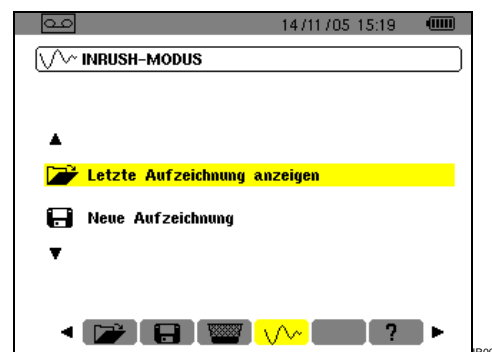 14/11/05 15:19
INRUSH-MODUS
Letzte Aufzeichnung anzeigen
Neue Aufzeichnung
?